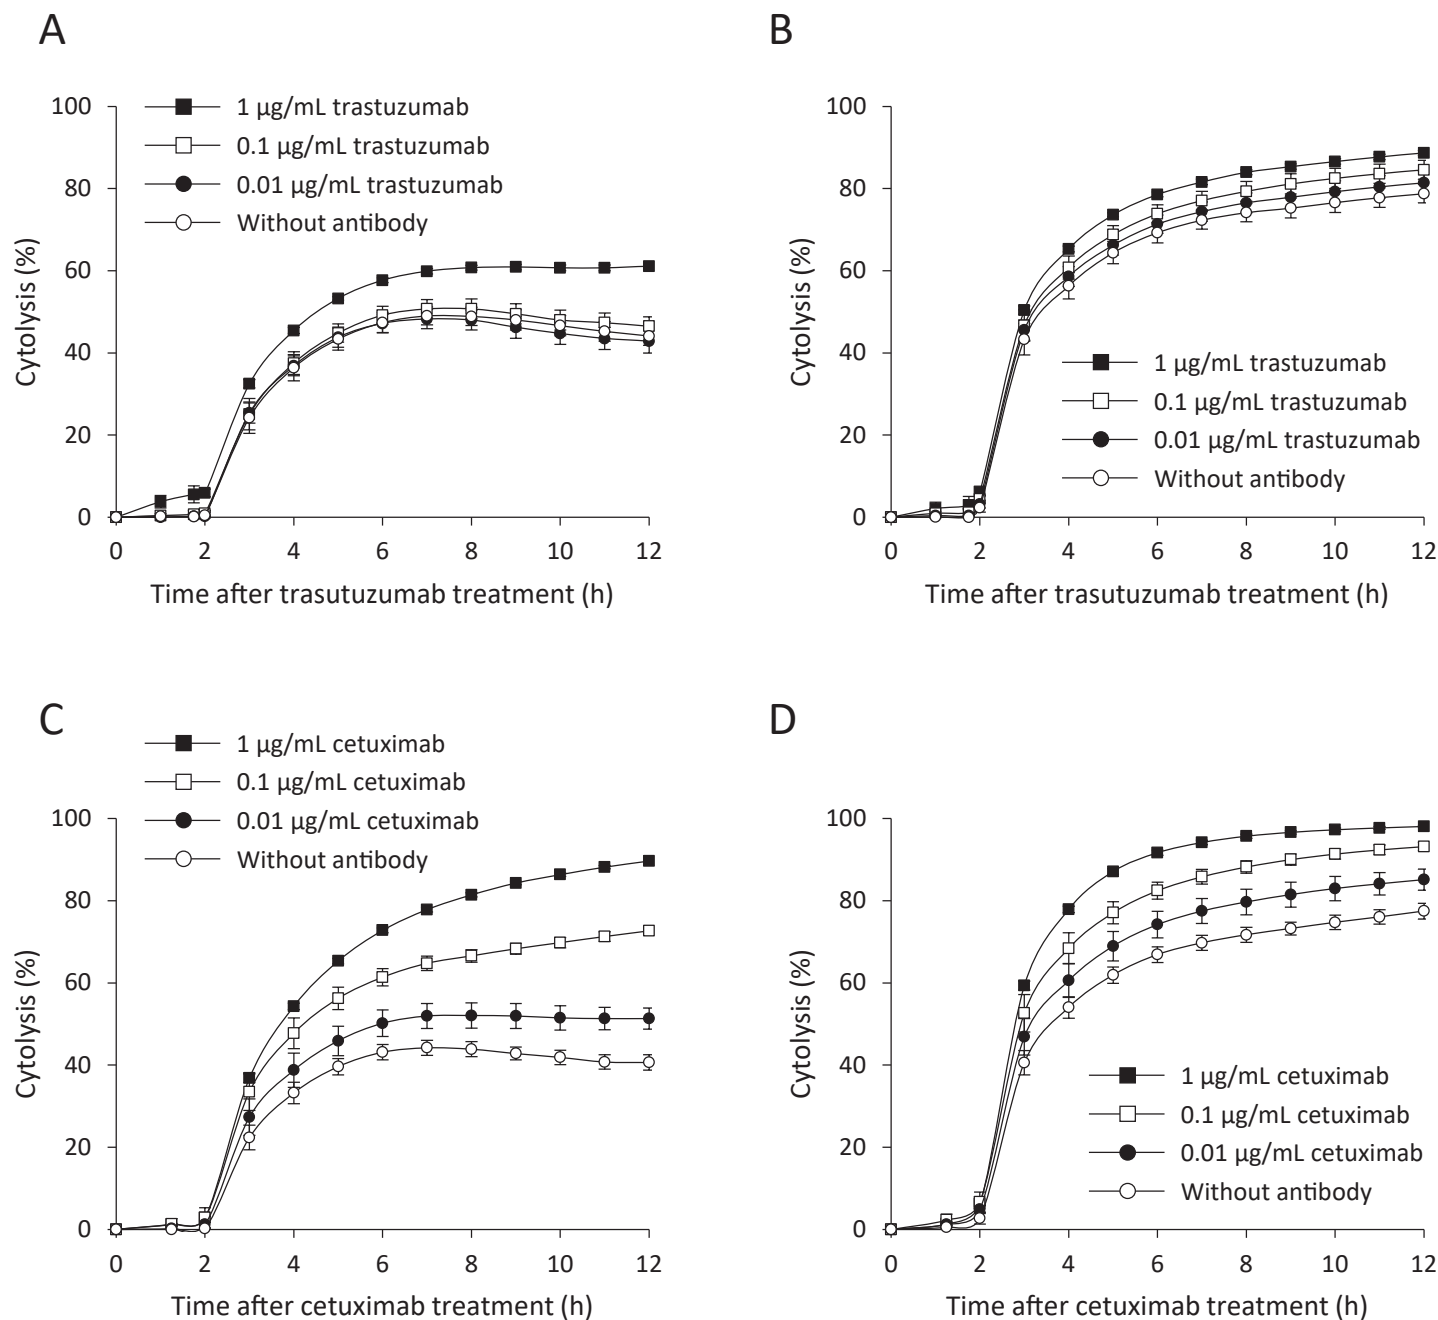 A
B
100
80
60
40
20
0
Cytolysis (%)
1 µg/mL trastuzumab
0.1 µg/mL trastuzumab
0.01 µg/mL trastuzumab
Without antibody
0 2 4 6 8 10 12
Time after trasutuzumab treatment (h)
100
80
60
40
20
0
Cytolysis (%)
1 µg/mL trastuzumab
0.1 µg/mL trastuzumab
0.01 µg/mL trastuzumab
Without antibody
0 2 4 6 8 10 12
Time after trasutuzumab treatment (h)
C
D
1 µg/mL cetuximab
0.1 µg/mL cetuximab
0.01 µg/mL cetuximab
Without antibody
100
80
60
40
20
0
Cytolysis (%)
0 2 4 6 8 10 12
Time after cetuximab treatment (h)
100
80
60
40
20
0
Cytolysis (%)
1 µg/mL cetuximab
0.1 µg/mL cetuximab
0.01 µg/mL cetuximab
Without antibody
0 2 4 6 8 10 12
Time after cetuximab treatment (h)